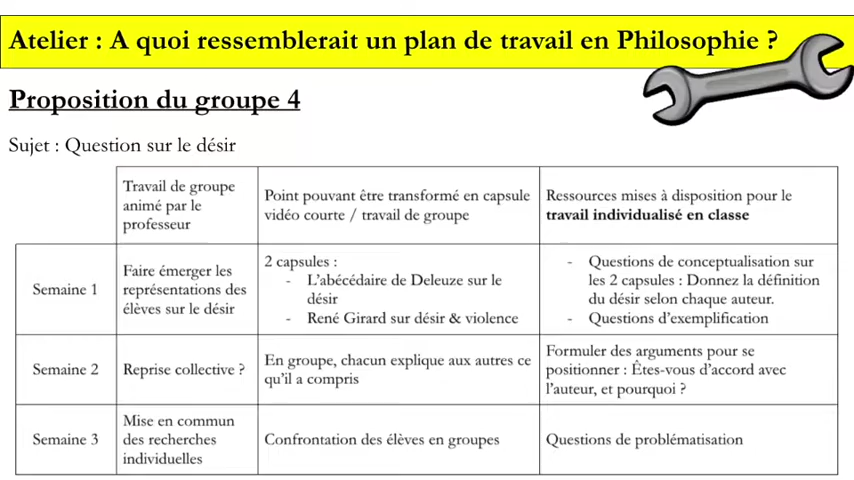 Atelier : A quoi ressemblerait un plan de travail en Philosophie ?
Proposition du groupe 4
Sujet : Question sur le désir
Travail de groupe
animé par le
professeur
Point pouvant être transformé en capsule
vidéo courte / travail de groupe
Ressources mises à disposition pour le
travail individualisé en classe
Semaine 1
Faire émerger les
représentations des
élèves sur le désir
2 capsules :
- L'abécédaire de Deleuze sur le
désir
- René Girard sur désir & violence
- Questions de conceptualisation sur
les 2 capsules : Donnez la définition
du désir selon chaque auteur.
- Questions d'exemplification
Semaine 2
Reprise collective ?
En groupe, chacun explique aux autres ce
qu'il a compris
Formuler des arguments pour se
positionner : Êtes-vous d'accord avec
l'auteur, et pourquoi ?
Semaine 3
Mise en commun
des recherches
individuelles
Confrontation des élèves en groupes
Questions de problématisation